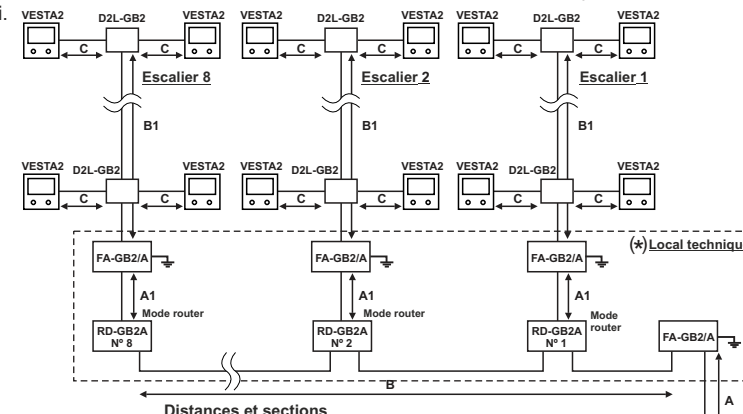 i.
VESTA2 D2L-GB2 VESTA2 VESTA2 D2L-GB2 VESTA2 VESTA2 D2L-GB2 VESTA2
C C C C C C
Escalier 8 Escalier 2 Escalier 1
B1 B1 B1
VESTA2 D2L-GB2 VESTA2 VESTA2 D2L-GB2 VESTA2 VESTA2 D2L-GB2 VESTA2
C C C C C C
(*) Local techniqu
FA-GB2/A FA-GB2/A FA-GB2/A
A1 A1 A1
Mode router Mode router Mode
router
RD-GB2A RD-GB2A RD-GB2A FA-GB2/A
Nº 8 Nº 2 Nº 1
B
A
Distances et sections